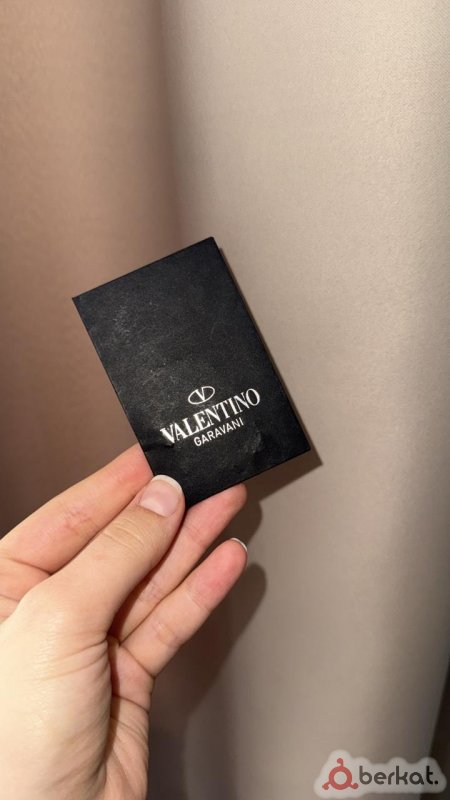 V
VALENTINO
GARAVANI
berkat.